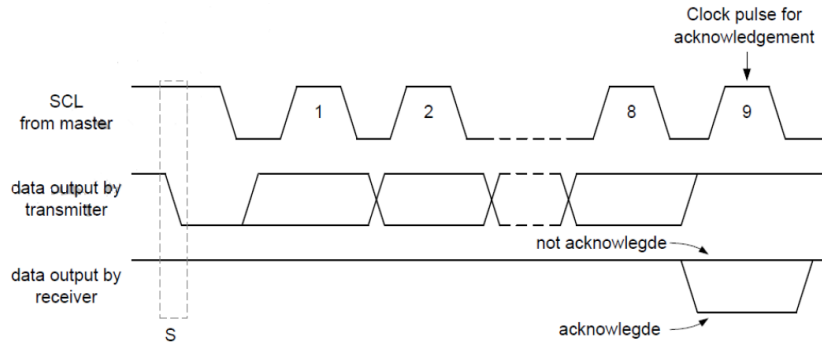 Clock pulse for
acknowledgement
SCL
from master
1
2
8
9
data output by
transmitter
not acknowlegde
data output by
receiver
acknowlegde
S